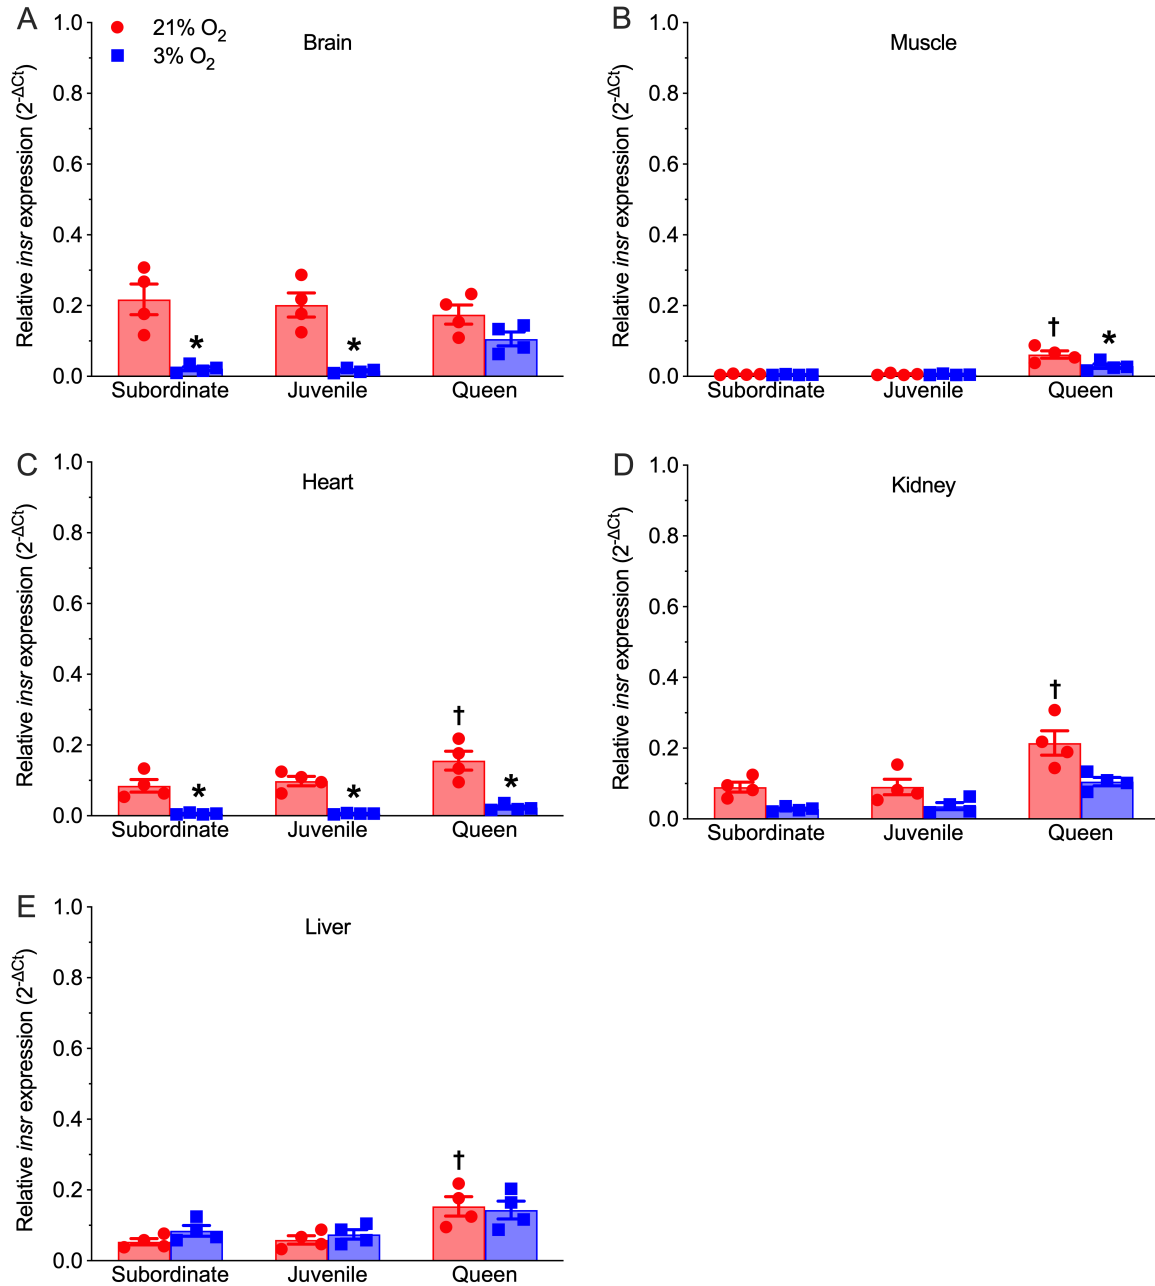 A
21% O2
3% O2
Brain
Relative insr expression (2-ΔCt)
1.0
0.8
0.6
0.4
0.2
0.0
*
*
Subordinate
Juvenile
Queen
B
Muscle
Relative insr expression (2-ΔCt)
1.0
0.8
0.6
0.4
0.2
0.0
†
*
Subordinate
Juvenile
Queen
C
Heart
Relative insr expression (2-ΔCt)
1.0
0.8
0.6
0.4
0.2
0.0
*
*
†
*
Subordinate
Juvenile
Queen
D
Kidney
Relative insr expression (2-ΔCt)
1.0
0.8
0.6
0.4
0.2
0.0
†
Subordinate
Juvenile
Queen
E
Liver
Relative insr expression (2-ΔCt)
1.0
0.8
0.6
0.4
0.2
0.0
†
Subordinate
Juvenile
Queen